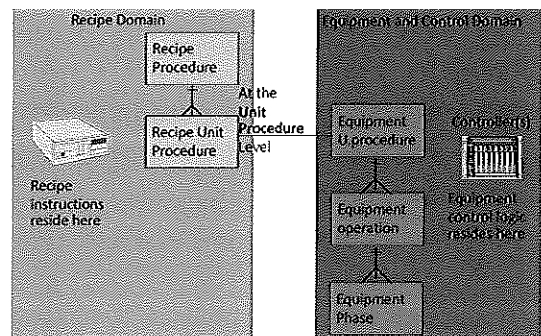 Recipe Domain
Recipe
Procedure
Recipe Unit
Procedure
Recipe
instructions
reside here
At the
Unit
Procedure
Level
Equipment and Control Domain
Equipment
U.procedure
Equipment
operation
Equipment
Phase
Controller(s)
Equipment
control logic
resides here